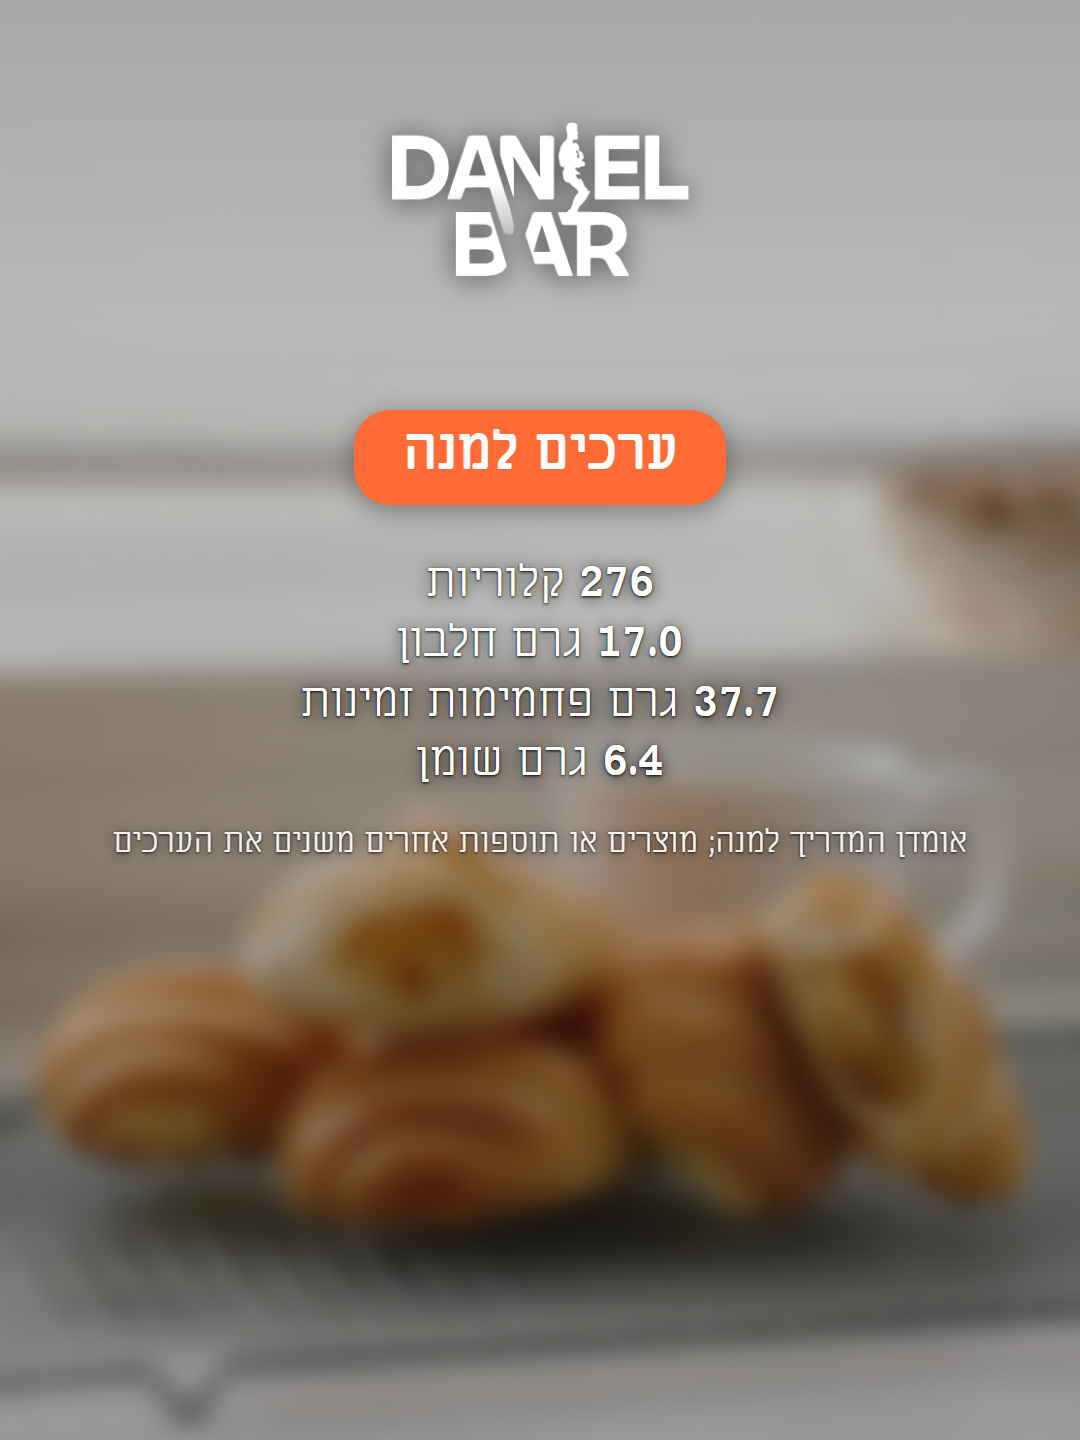 DANIEL
BAR
ערכים למנה
276 קלוריות
17.0 גרם חלבון
37.7 גרם פחמימות זמינות
6.4 גרם שומן
אומדן המדריך למנה; מוצרים או תוספות אחרים משנים את הערכים